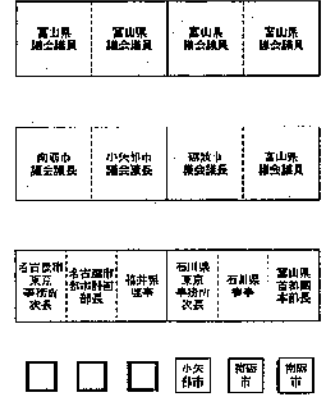 富山県 富山県 富山県 富山県
議会議員 議会議員 議会議員 議会議員
南砺市 小矢部市 砺波市 富山県
議会議長 議会議長 議会議長 議会議員
名古屋市 名古屋市 福井県 石川県 石川県 富山県
東京 都市計画 理事 東京 参事 首都圏
事務所 部長 事務所 本部長
次長 次長
小矢 南砺 南砺
部市 市 市